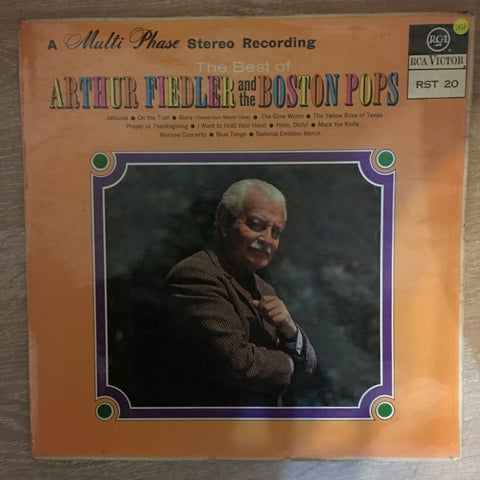 A Multi Phase Stereo Recording
RCA
RCA VICTOR
RST 20
The Best of
ARTHUR FIEDLER and the BOSTON POPS
Jalousie • On the Trail • More (Theme from Mondo Cane) • The Glow Worm • The Yellow Rose of Texas
Prayer of Thanksgiving • I Want to Hold Your Hand • Hello, Dolly! • Mack the Knife
Warsaw Concerto • Blue Tango • National Emblem March